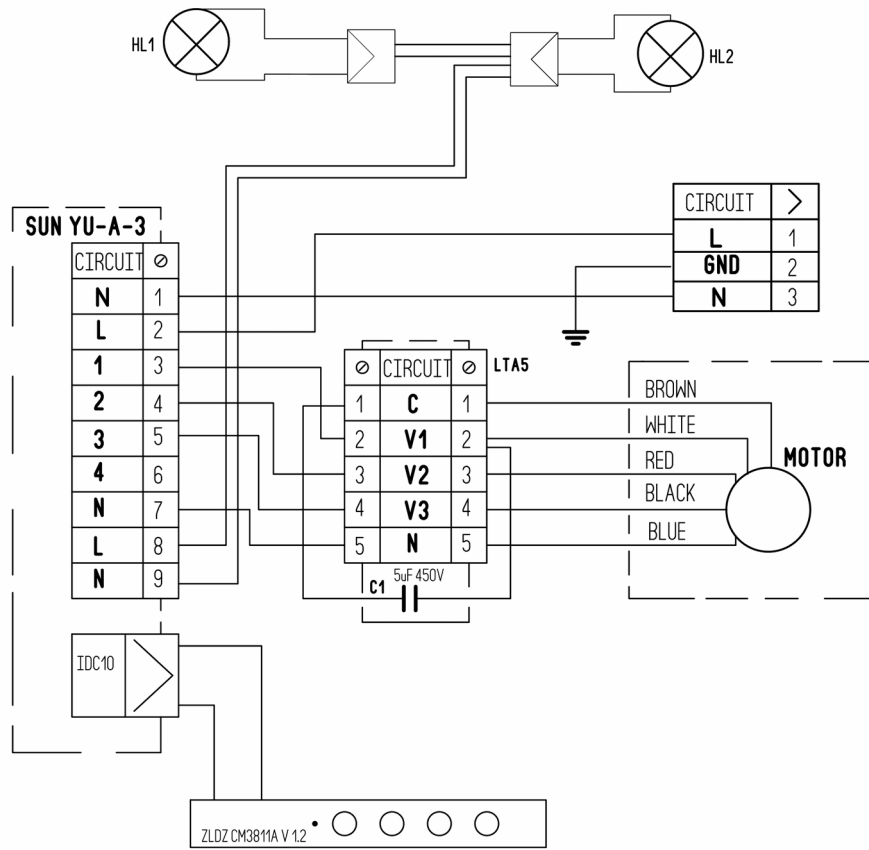 HL1
HL2
SUN YU-A-3
CIRCUIT
N 1
L 2
1 3
2 4
3 5
4 6
N 7
L 8
N 9
IDC10
CIRCUIT
L 1
GND 2
N 3
LTA5
CIRCUIT
1 C 1
2 V1 2
3 V2 3
4 V3 4
5 N 5
C1 5uF 450V
BROWN
WHITE
RED
BLACK
BLUE
MOTOR
ZLDZ CM3811A V 1.2